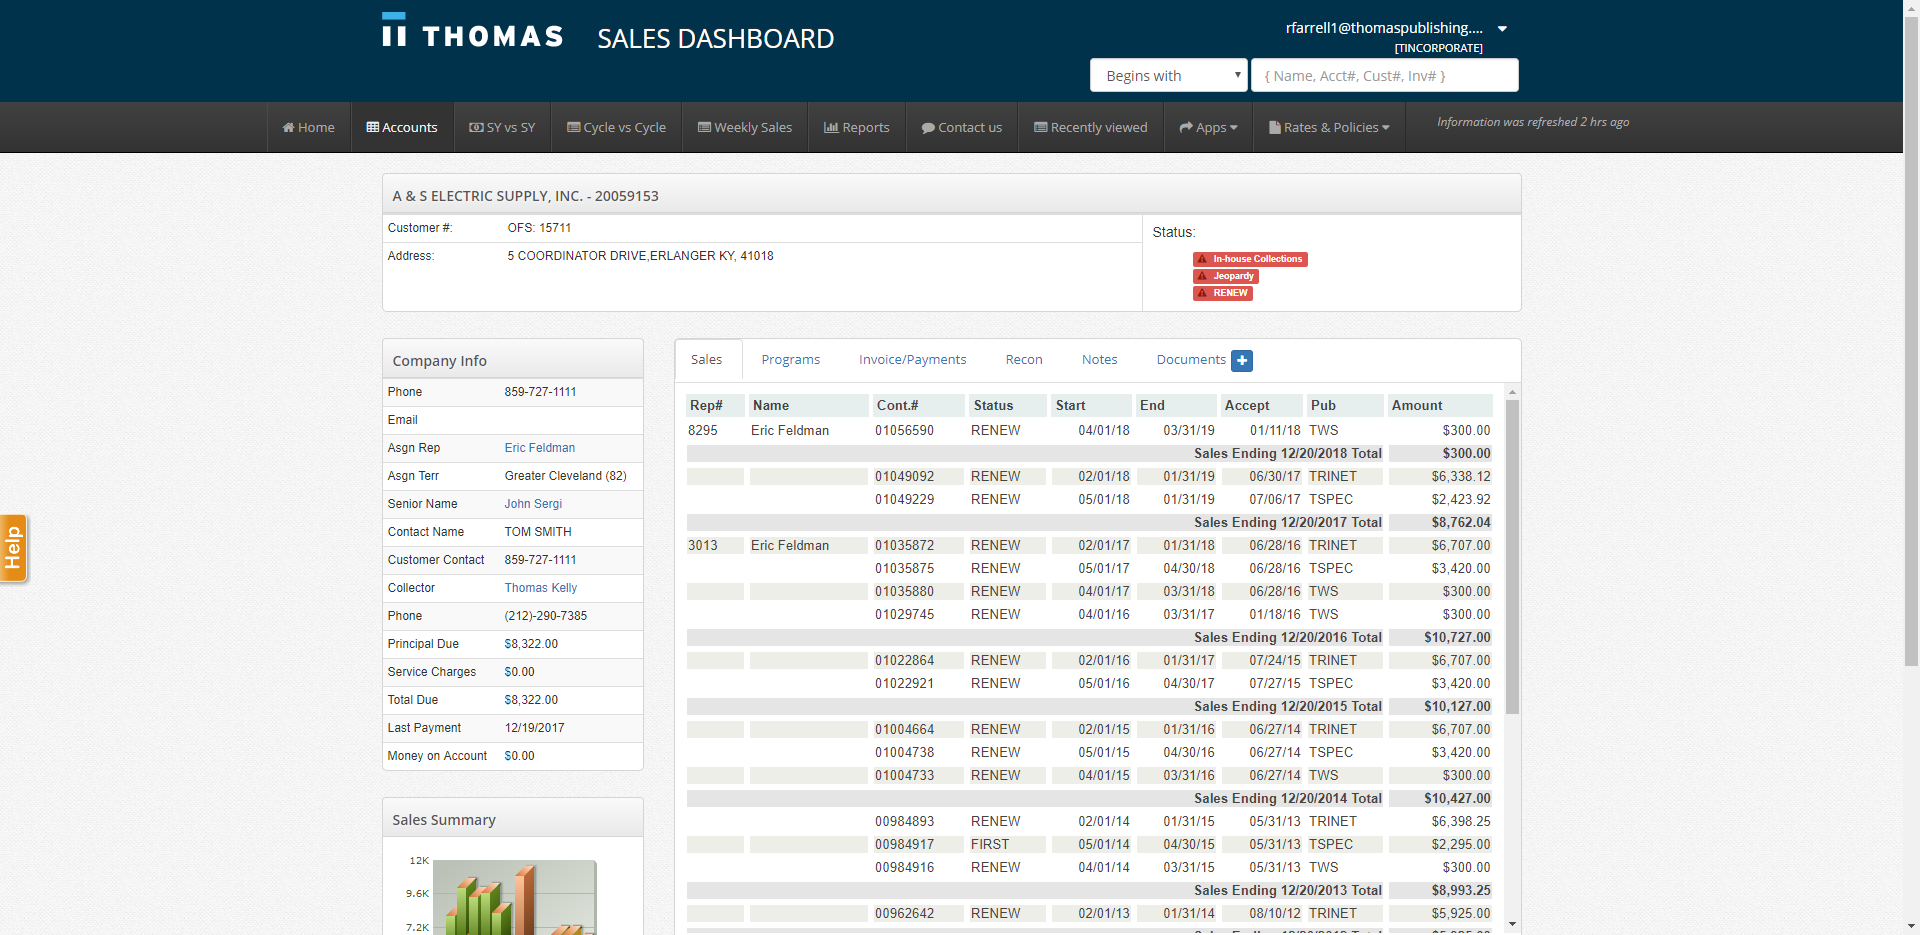 THOMAS SALES DASHBOARD
rfarrell1@thomaspublishing....
[TINCORPORATE]
Begins with { Name, Acct#, Cust#, Inv# }
Home Accounts SY vs SY Cycle vs Cycle Weekly Sales Reports Contact us Recently viewed Apps Rates & Policies Information was refreshed 2 hrs ago
A & S ELECTRIC SUPPLY, INC. - 20059153
Customer #: OFS: 15711
Address: 5 COORDINATOR DRIVE,ERLANGER KY, 41018
Status:
In-house Collections
Jeopardy
RENEW
Help
Company Info
Phone 859-727-1111
Email
Asgn Rep Eric Feldman
Asgn Terr Greater Cleveland (82)
Senior Name John Sergi
Contact Name TOM SMITH
Customer Contact 859-727-1111
Collector Thomas Kelly
Phone (212)-290-7385
Principal Due $8,322.00
Service Charges $0.00
Total Due $8,322.00
Last Payment 12/19/2017
Money on Account $0.00
Sales Summary
12K
9.6K
7.2K
Sales Programs Invoice/Payments Recon Notes Documents +
Rep# Name Cont.# Status Start End Accept Pub Amount
8295 Eric Feldman 01056590 RENEW 04/01/18 03/31/19 01/11/18 TWS $300.00
Sales Ending 12/20/2018 Total $300.00
01049092 RENEW 02/01/18 01/31/19 06/30/17 TRINET $6,338.12
01049229 RENEW 05/01/18 01/31/19 07/06/17 TSPEC $2,423.92
Sales Ending 12/20/2017 Total $8,762.04
3013 Eric Feldman 01035872 RENEW 02/01/17 01/31/18 06/28/16 TRINET $6,707.00
01035875 RENEW 05/01/17 04/30/18 06/28/16 TSPEC $3,420.00
01035880 RENEW 04/01/17 03/31/18 06/28/16 TWS $300.00
01029745 RENEW 04/01/16 03/31/17 01/18/16 TWS $300.00
Sales Ending 12/20/2016 Total $10,727.00
01022864 RENEW 02/01/16 01/31/17 07/24/15 TRINET $6,707.00
01022921 RENEW 05/01/16 04/30/17 07/27/15 TSPEC $3,420.00
Sales Ending 12/20/2015 Total $10,127.00
01004664 RENEW 02/01/15 01/31/16 06/27/14 TRINET $6,707.00
01004738 RENEW 05/01/15 04/30/16 06/27/14 TSPEC $3,420.00
01004733 RENEW 04/01/15 03/31/16 06/27/14 TWS $300.00
Sales Ending 12/20/2014 Total $10,427.00
00984893 RENEW 02/01/14 01/31/15 05/31/13 TRINET $6,398.25
00984917 FIRST 05/01/14 04/30/15 05/31/13 TSPEC $2,295.00
00984916 RENEW 04/01/14 03/31/15 05/31/13 TWS $300.00
Sales Ending 12/20/2013 Total $8,993.25
00962642 RENEW 02/01/13 01/31/14 08/10/12 TRINET $5,925.00